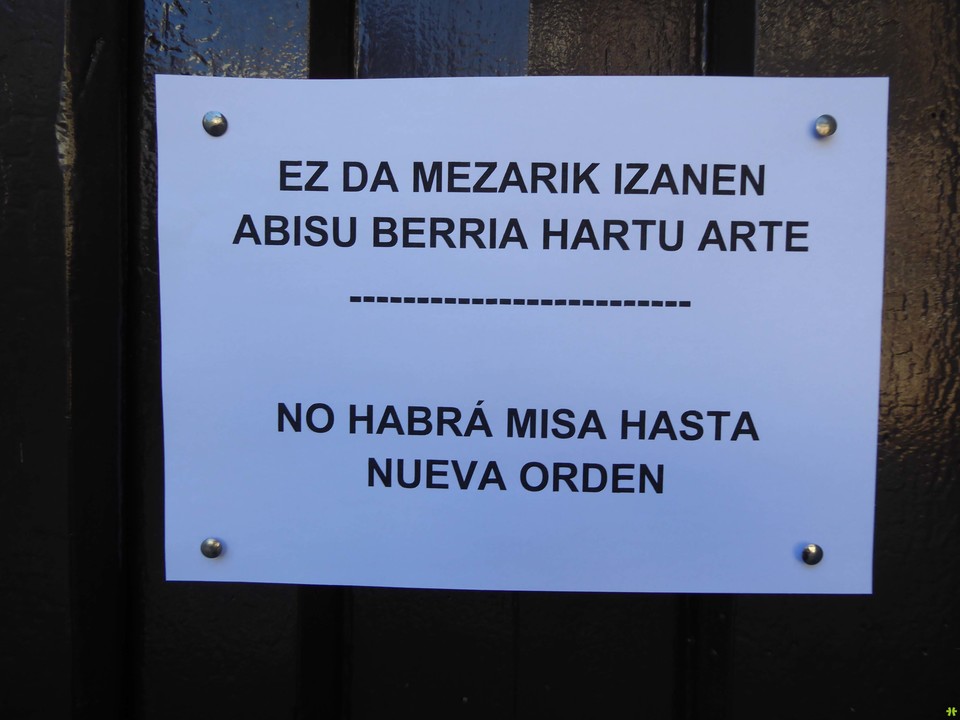 EZ DA MEZARIK IZANEN
ABISU BERRIA HARTU ARTE
-------------------------
NO HABRÁ MISA HASTA
NUEVA ORDEN